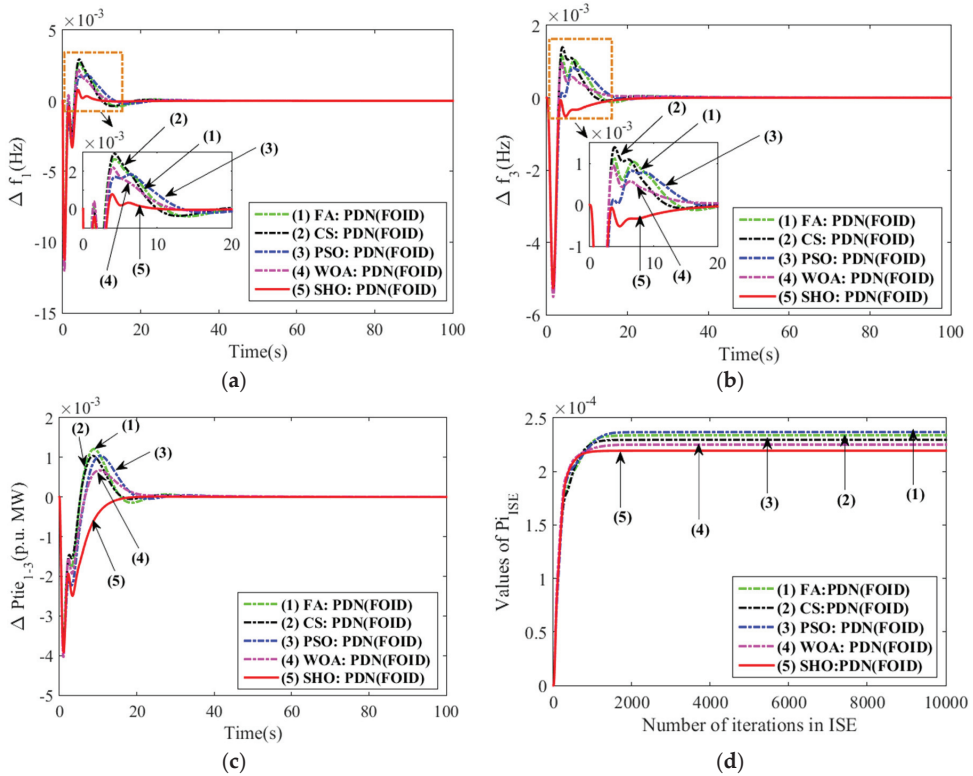 ×10⁻³
5
0
-5
-10
-15
Δ f₁(Hz)
0 20 40 60 80 100
Time(s)
×10⁻³
2
0
0 10 20
(1)
(2)
(3)
(4)
(5)
(1) FA: PDN(FOID)
(2) CS: PDN(FOID)
(3) PSO: PDN(FOID)
(4) WOA: PDN(FOID)
(5) SHO: PDN(FOID)
(a)
×10⁻³
2
0
-2
-4
-6
Δ f₃(Hz)
0 20 40 60 80 100
Time(s)
×10⁻³
1
0
-1
0 10 20
(2)
(1)
(3)
(5)
(4)
(1) FA: PDN(FOID)
(2) CS: PDN(FOID)
(3) PSO: PDN(FOID)
(4) WOA: PDN(FOID)
(5) SHO: PDN(FOID)
(b)
×10⁻³
2
1
0
-1
-2
-3
-4
-5
Δ Ptie₁₋₃(p.u. MW)
0 20 40 60 80 100
Time(s)
(2)
(1)
(3)
(4)
(5)
(1) FA: PDN(FOID)
(2) CS: PDN(FOID)
(3) PSO: PDN(FOID)
(4) WOA: PDN(FOID)
(5) SHO: PDN(FOID)
(c)
2.5 ×10⁻⁴
2
1.5
1
0.5
0
Values of Pi_ISE
0 2000 4000 6000 8000 10000
Number of iterations in ISE
(5)
(4)
(3)
(2)
(1)
(1) FA:PDN(FOID)
(2) CS:PDN(FOID)
(3) PSO: PDN(FOID)
(4) WOA: PDN(FOID)
(5) SHO:PDN(FOID)
(d)